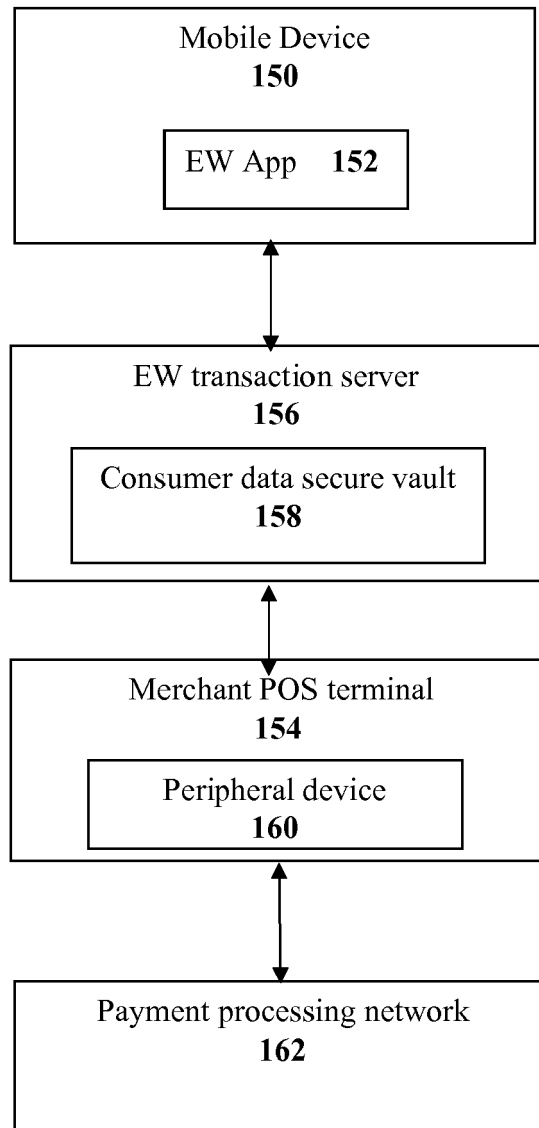 Mobile Device
150
EW App 152
EW transaction server
156
Consumer data secure vault
158
Merchant POS terminal
154
Peripheral device
160
Payment processing network
162